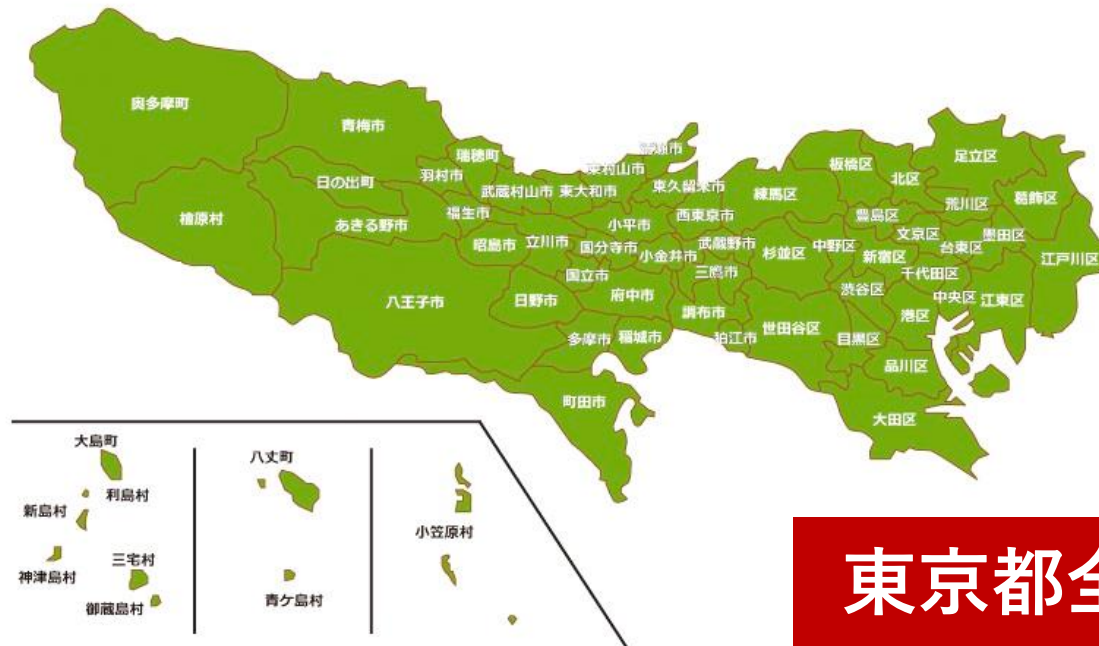 奥多摩町
青梅市
瑞穂町
羽村市
日の出町
檜原村
あきる野市
福生市
武蔵村山市
東大和市
東村山市
清瀬市
東久留米市
小平市
西東京市
昭島市
立川市
国分寺市
小金井市
武蔵野市
三鷹市
国立市
八王子市
日野市
府中市
調布市
狛江市
多摩市
稲城市
町田市
練馬区
板橋区
北区
足立区
葛飾区
荒川区
豊島区
文京区
台東区
墨田区
江戸川区
杉並区
中野区
新宿区
千代田区
渋谷区
中央区
江東区
港区
世田谷区
目黒区
品川区
大田区
大島町
利島村
新島村
神津島村
三宅村
御蔵島村
八丈町
青ケ島村
小笠原村
東京都全